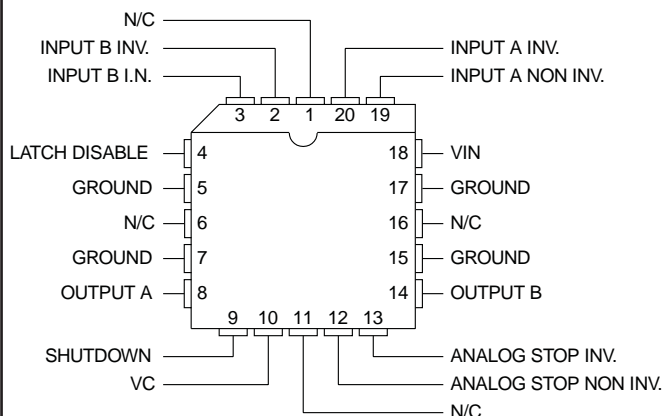 N/C
INPUT B INV.
INPUT A INV.
INPUT B I.N.
INPUT A NON INV.
3 2 1 20 19
LATCH DISABLE 4 18 VIN
GROUND 5 17 GROUND
N/C 6 16 N/C
GROUND 7 15 GROUND
OUTPUT A 8 14 OUTPUT B
9 10 11 12 13
SHUTDOWN
ANALOG STOP INV.
VC
ANALOG STOP NON INV.
N/C